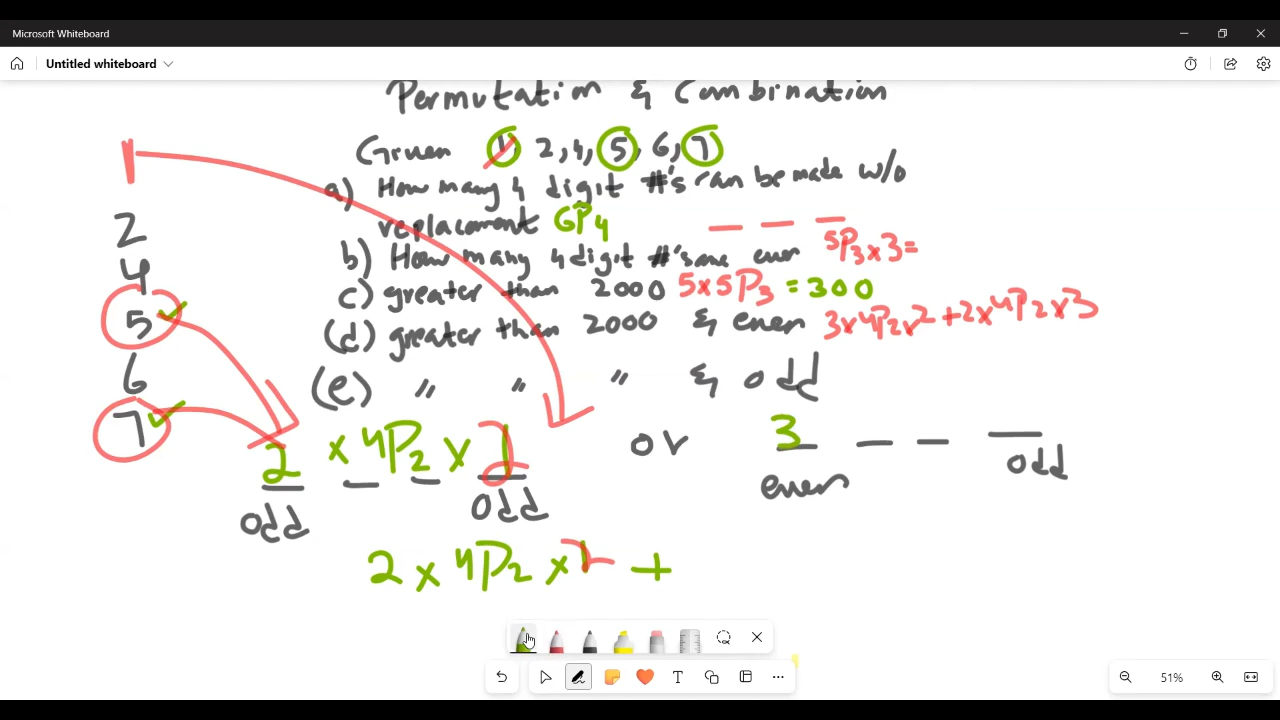 Microsoft Whiteboard
Untitled whiteboard
Permutation & Combination
Given 1, 2, 4, 5, 6, 7
a) How many 4 digit #'s can be made w/o
replacement 6P4
b) How many 4 digit #'s are even 5P3 x 3 =
c) greater than 2000 5 x 5P3 = 300
(d) greater than 2000 & even 3 x 4P2 x 2 + 2 x 4P2 x 3
(e) " " " & odd
1
2
4
5
6
7
2 x 4P2 x 2 or 3
odd odd even odd
2 x 4P2 x 2 +
51%